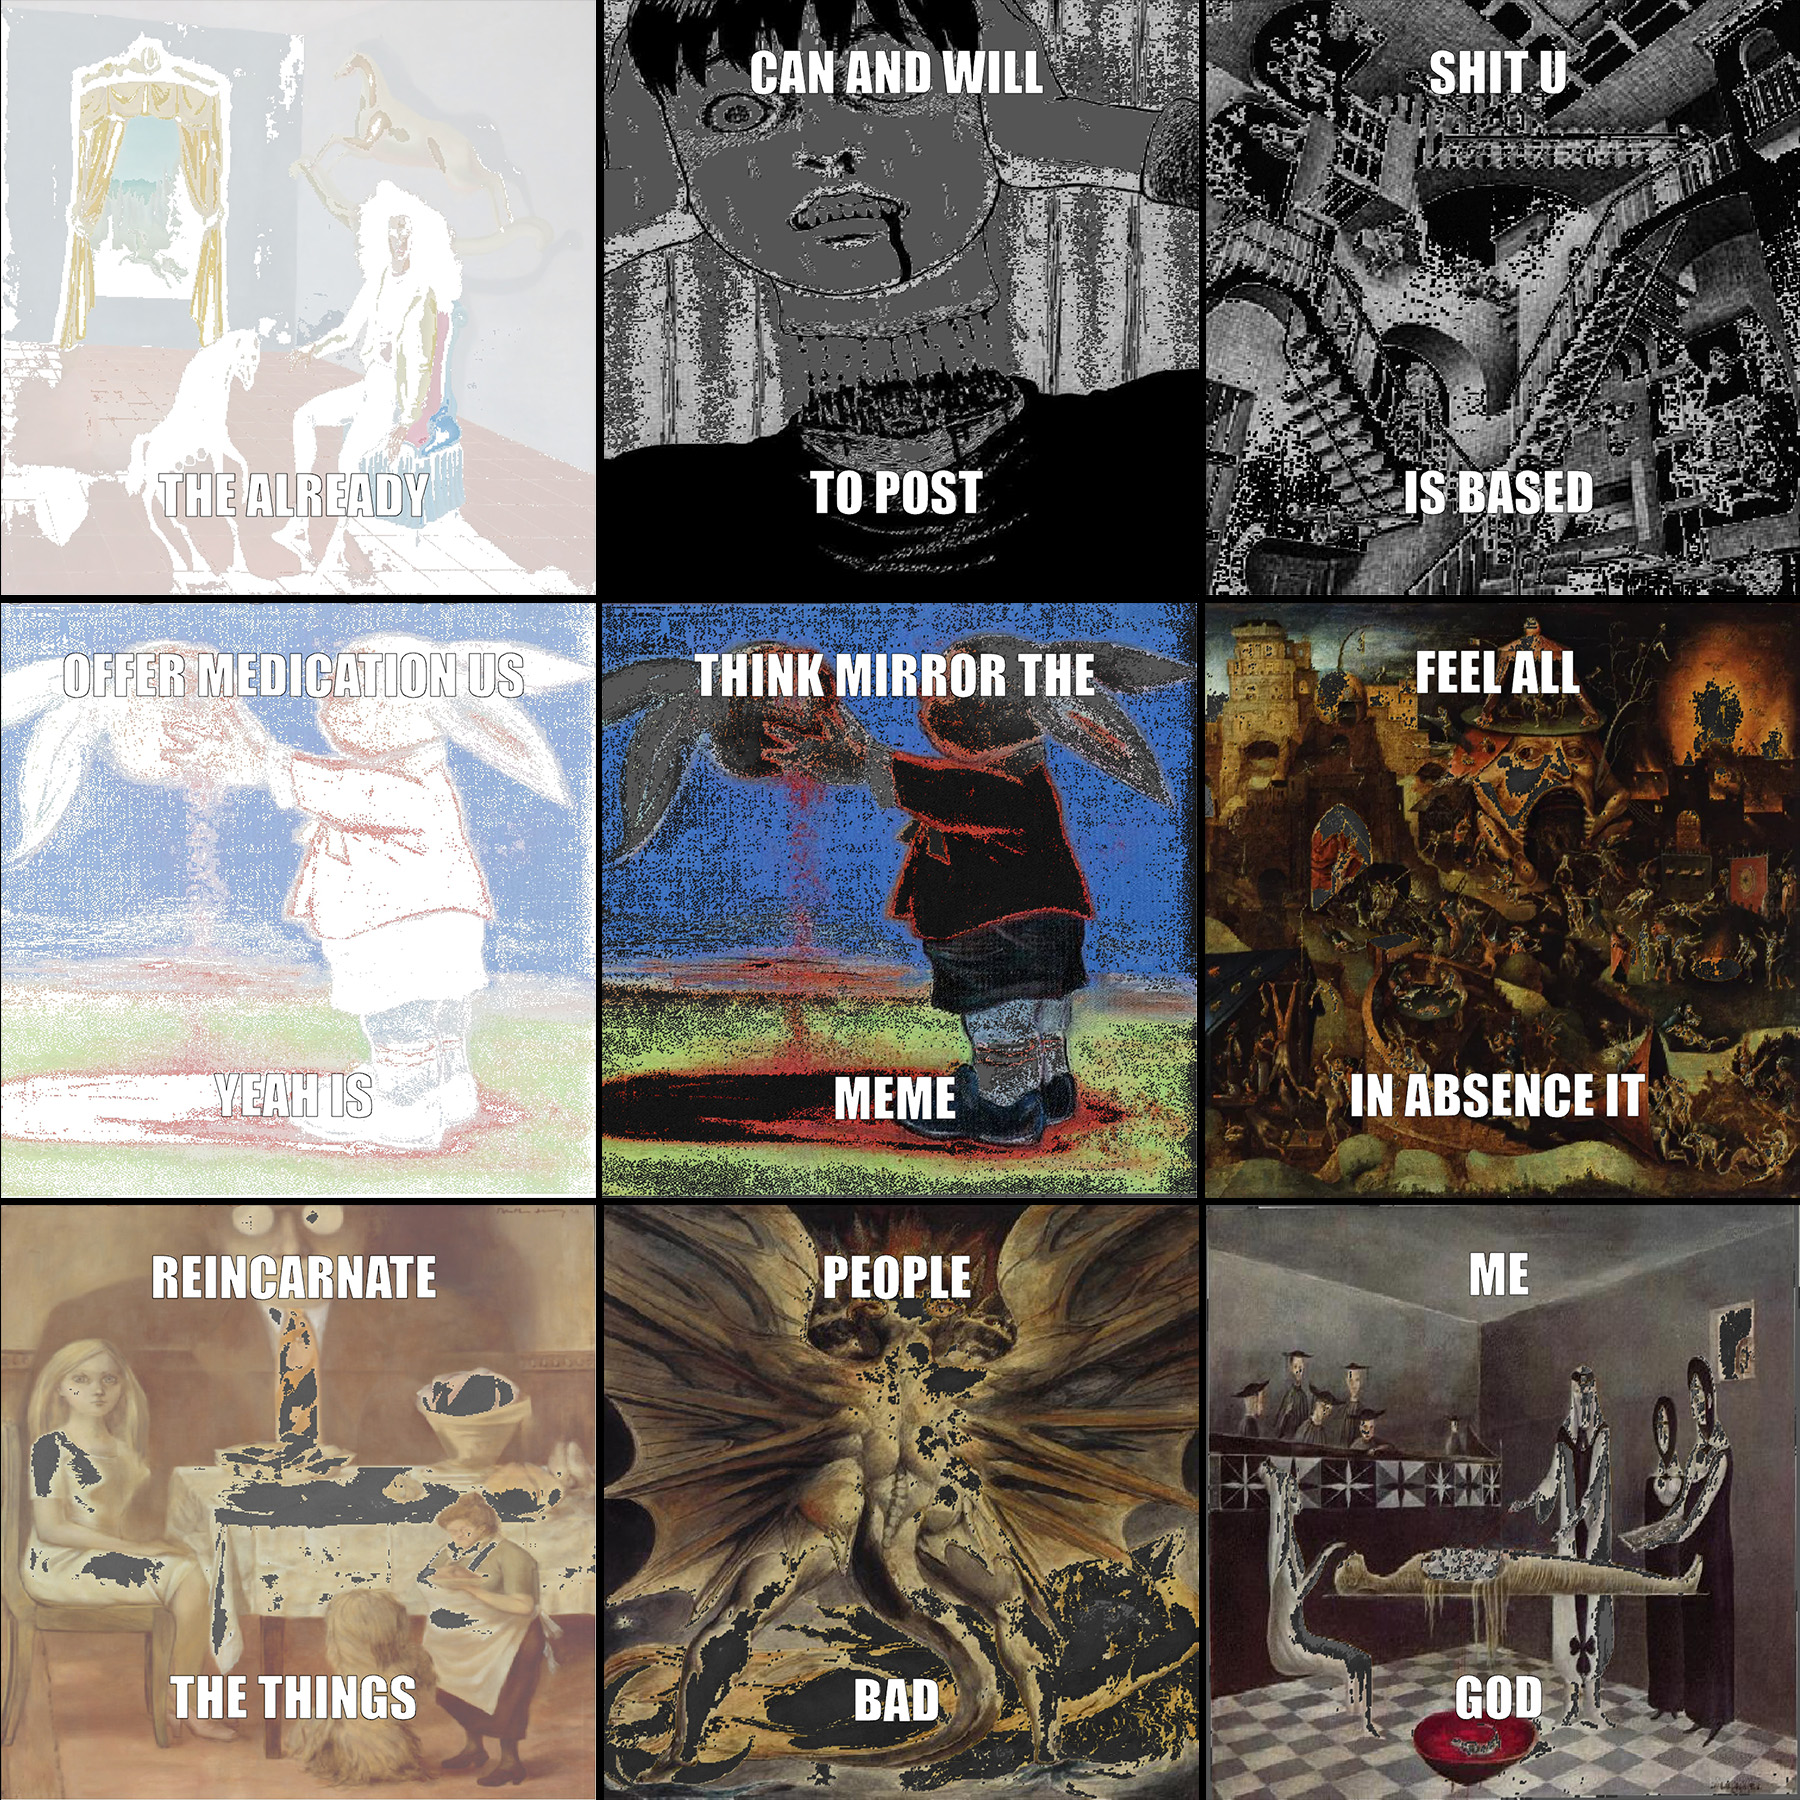 THE ALREADY
CAN AND WILL
TO POST
SHIT U
IS BASED
OFFER MEDICATION US
YEAH IS
THINK MIRROR THE
MEME
FEEL ALL
IN ABSENCE IT
REINCARNATE
THE THINGS
PEOPLE
BAD
ME
GOD